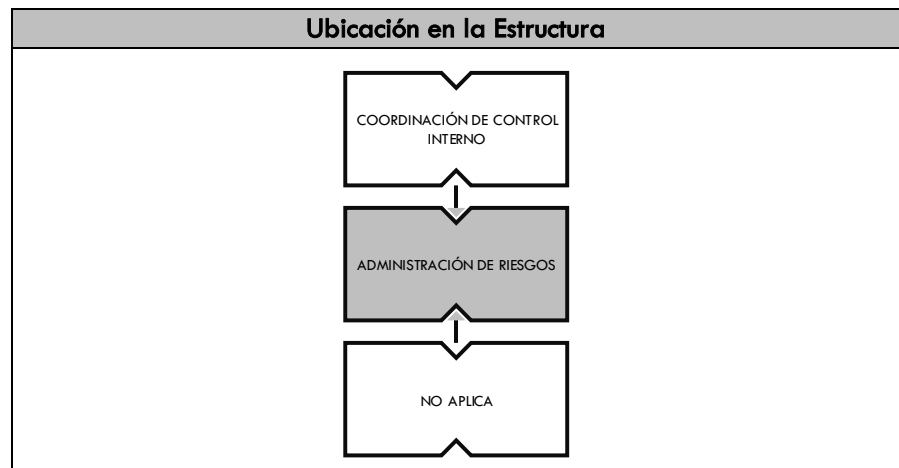 Ubicación en la Estructura
COORDINACIÓN DE CONTROL
INTERNO
ADMINISTRACIÓN DE RIESGOS
NO APLICA